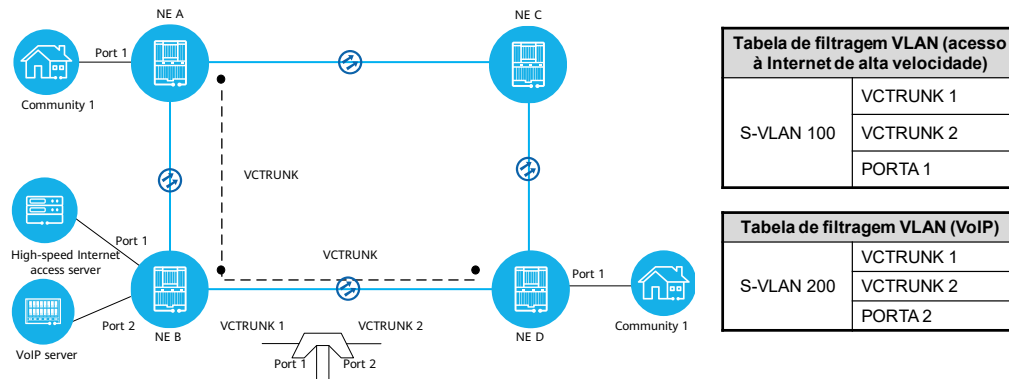 NE A
NE C
Port 1
Community 1
VCTRUNK
High-speed Internet
access server
Port 1
VCTRUNK
Port 2
VoIP server
NE B
NE D
Port 1
Community 1
VCTRUNK 1
VCTRUNK 2
Port 1
Port 2
Tabela de filtragem VLAN (acesso
à Internet de alta velocidade)
S-VLAN 100
VCTRUNK 1
VCTRUNK 2
PORTA 1
Tabela de filtragem VLAN (VoIP)
S-VLAN 200
VCTRUNK 1
VCTRUNK 2
PORTA 2